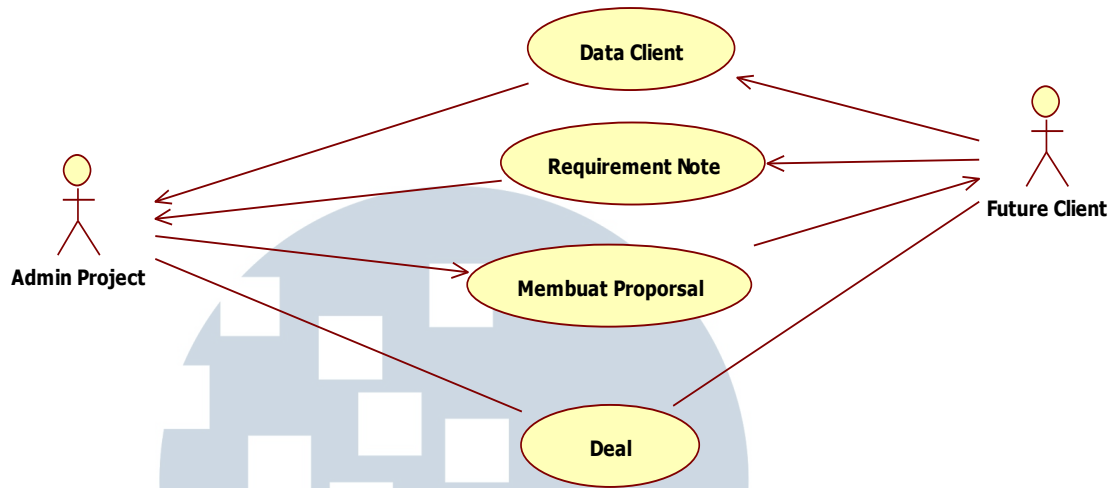 Data Client
Requirement Note
Future Client
Admin Project
Membuat Proporsal
Deal